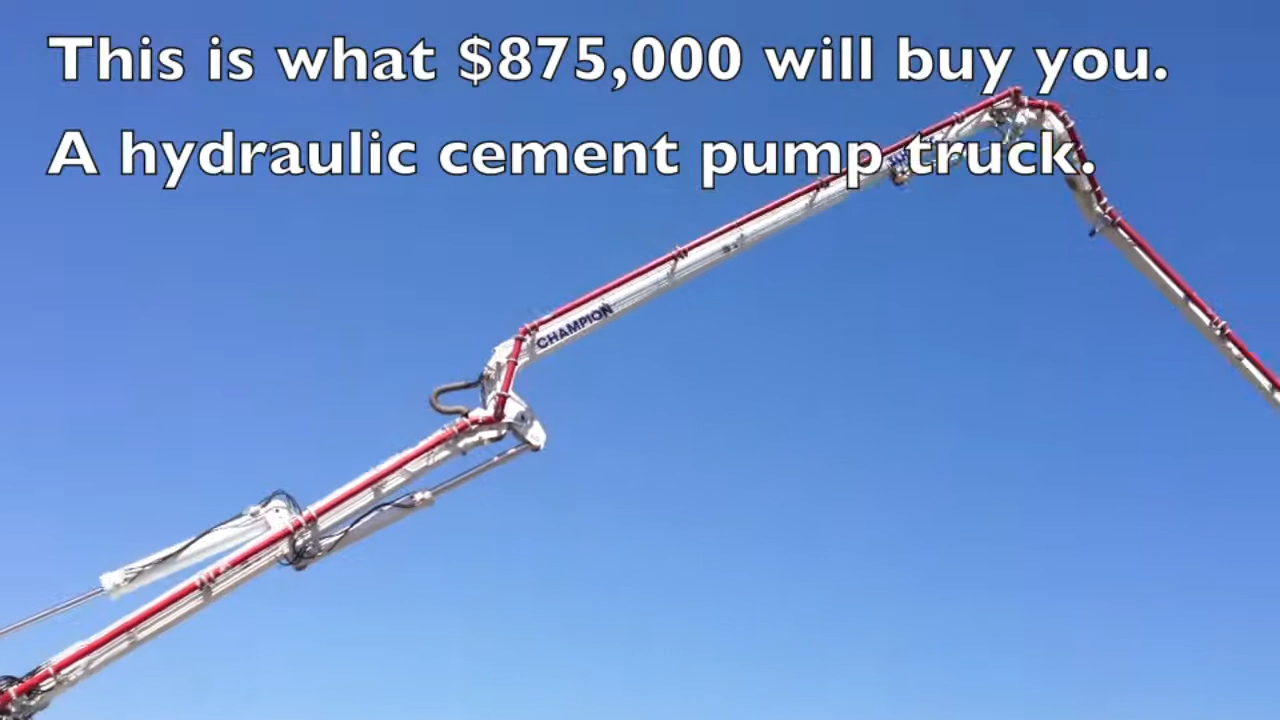 This is what $875,000 will buy you.
A hydraulic cement pump truck.
CHAMPION